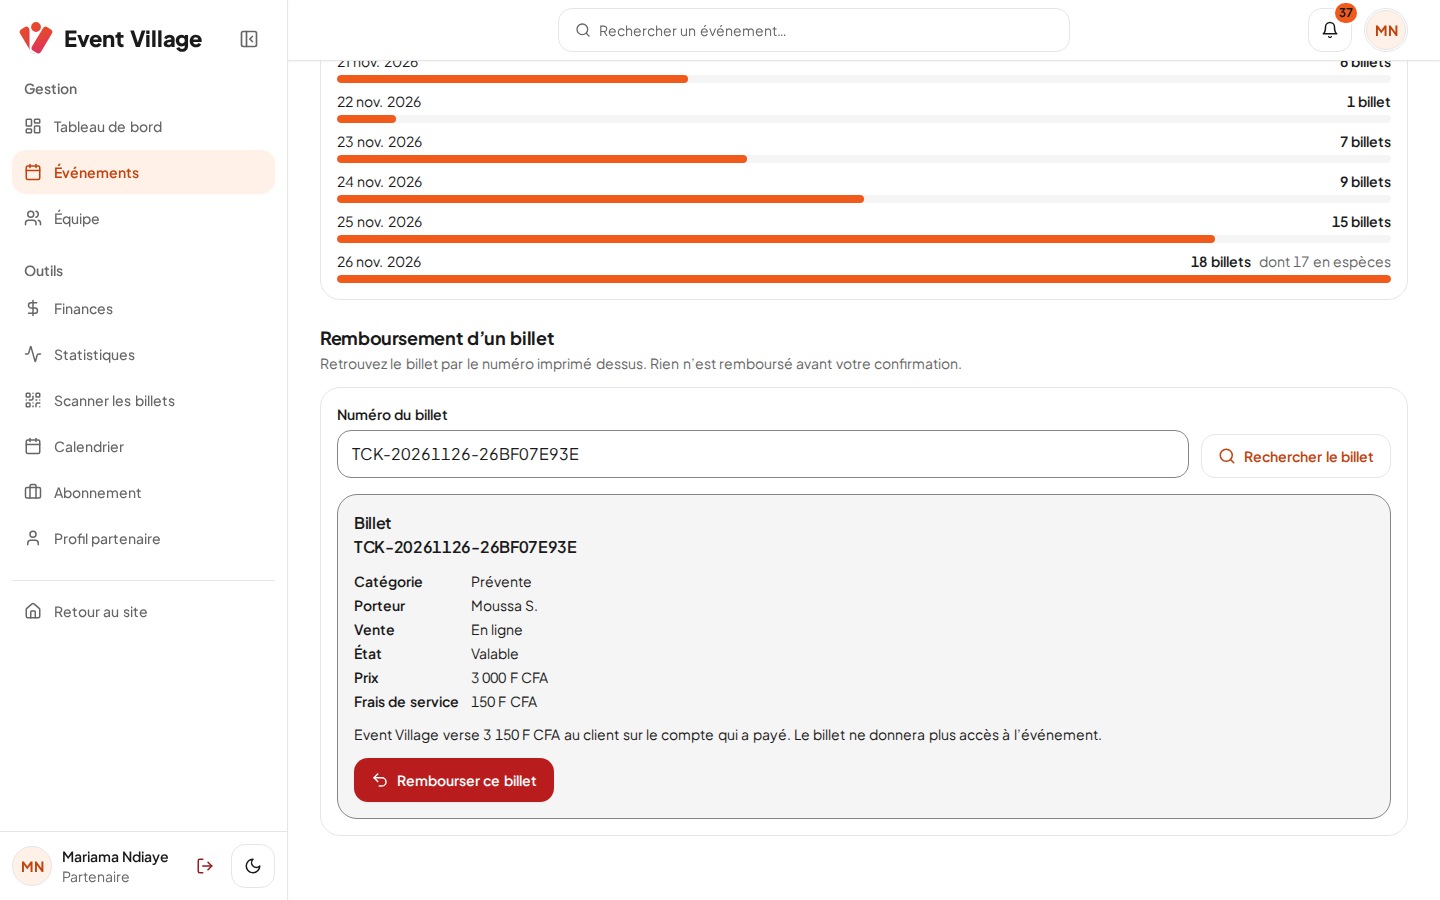 Event Village
Rechercher un événement…
37
MN
Gestion
Tableau de bord
Événements
Équipe
Outils
Finances
Statistiques
Scanner les billets
Calendrier
Abonnement
Profil partenaire
Retour au site
MN
Mariama Ndiaye
Partenaire
21 nov. 2026 6 billets
22 nov. 2026 1 billet
23 nov. 2026 7 billets
24 nov. 2026 9 billets
25 nov. 2026 15 billets
26 nov. 2026 18 billets dont 17 en espèces
Remboursement d’un billet
Retrouvez le billet par le numéro imprimé dessus. Rien n’est remboursé avant votre confirmation.
Numéro du billet
TCK-20261126-26BF07E93E
Rechercher le billet
Billet
TCK-20261126-26BF07E93E
Catégorie Prévente
Porteur Moussa S.
Vente En ligne
État Valable
Prix 3 000 F CFA
Frais de service 150 F CFA
Event Village verse 3 150 F CFA au client sur le compte qui a payé. Le billet ne donnera plus accès à l’événement.
Rembourser ce billet